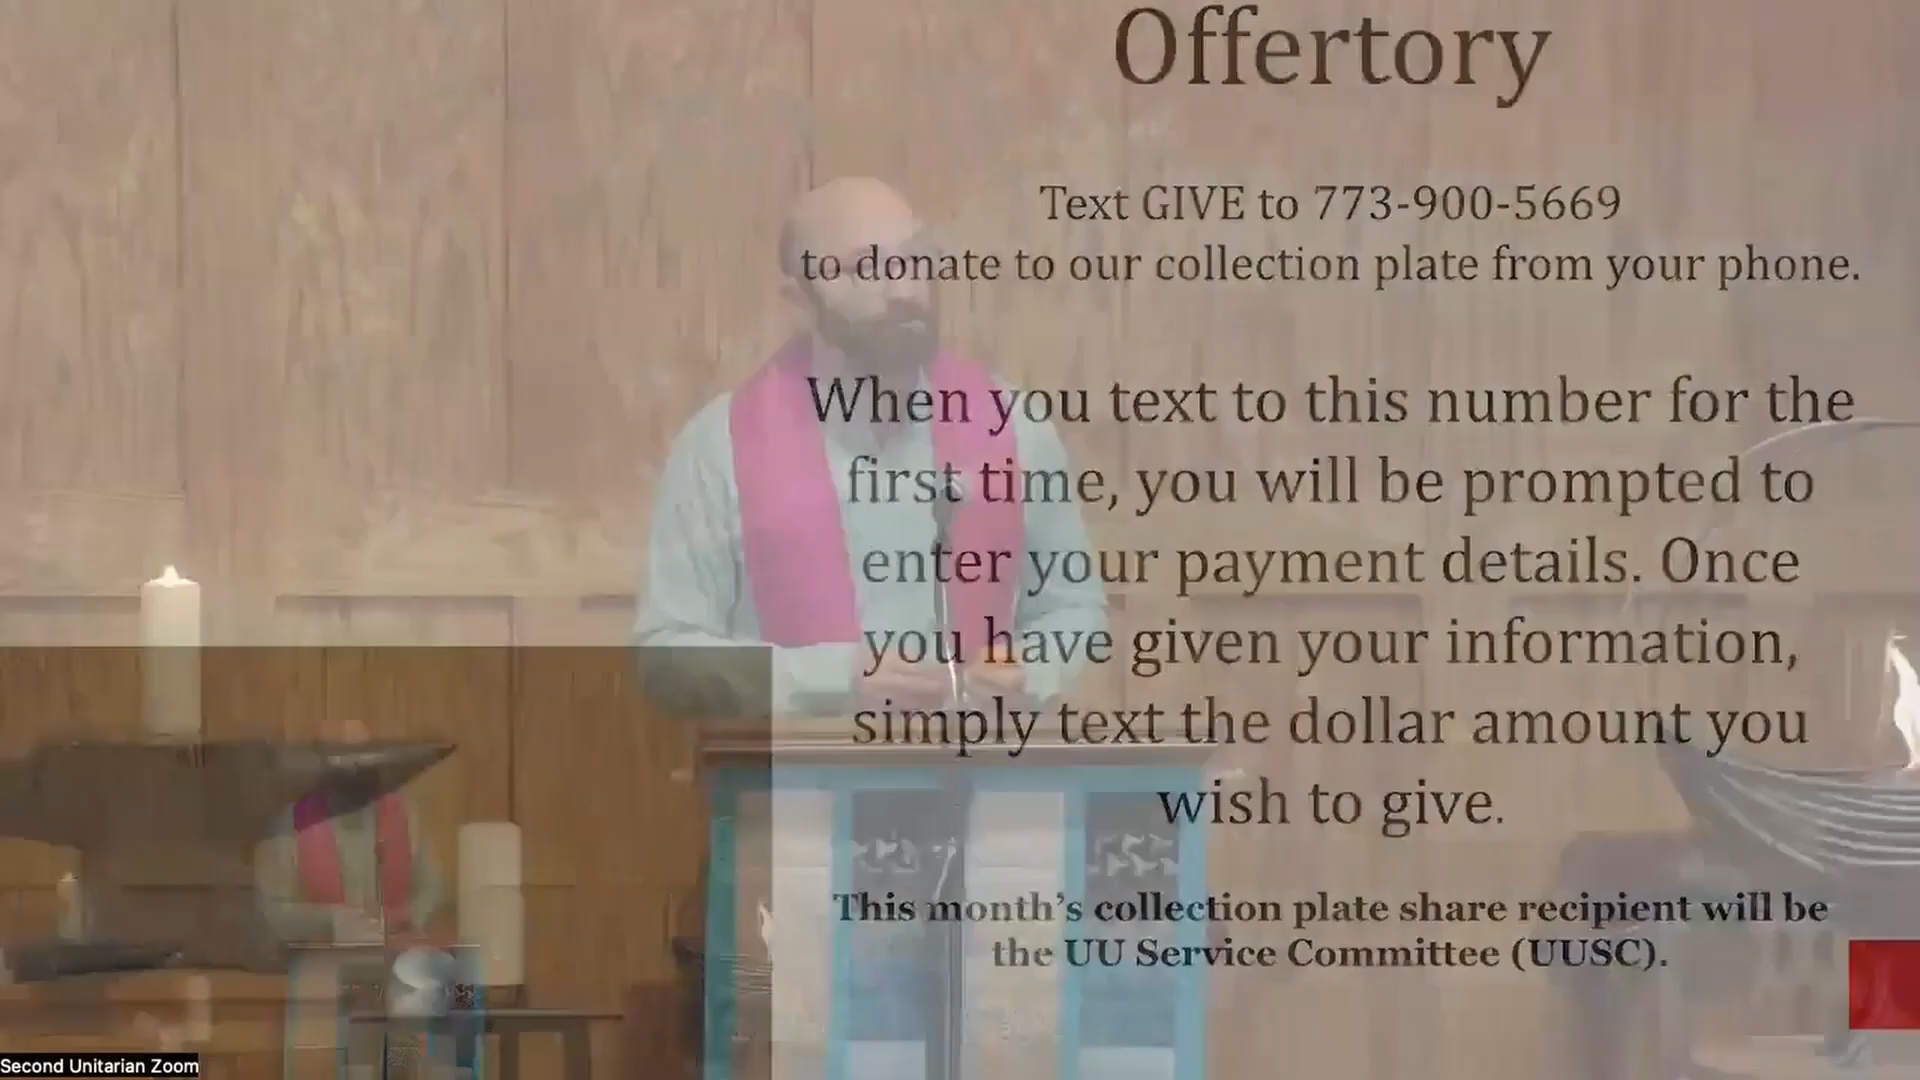 Offertory
Text GIVE to 773-900-5669
to donate to our collection plate from your phone.
When you text to this number for the
first time, you will be prompted to
enter your payment details. Once
you have given your information,
simply text the dollar amount you
wish to give.
This month's collection plate share recipient will be
the UU Service Committee (UUSC).
Second Unitarian Zoom